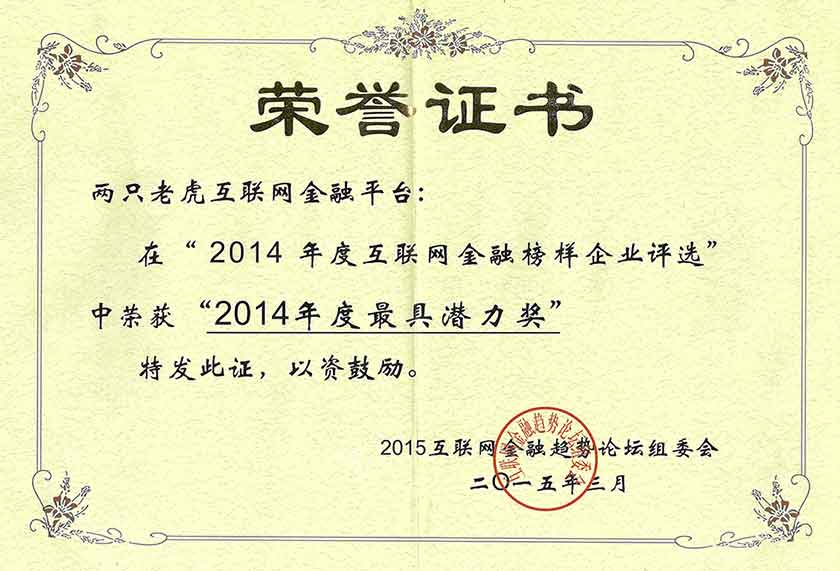 荣誉证书
两只老虎互联网金融平台：
在“2014 年度互联网金融榜样企业评选”
中荣获“2014年度最具潜力奖”
特发此证，以资鼓励。
2015互联网金融趋势论坛组委会
二〇一五年三月
互联网金融趋势论坛组委会